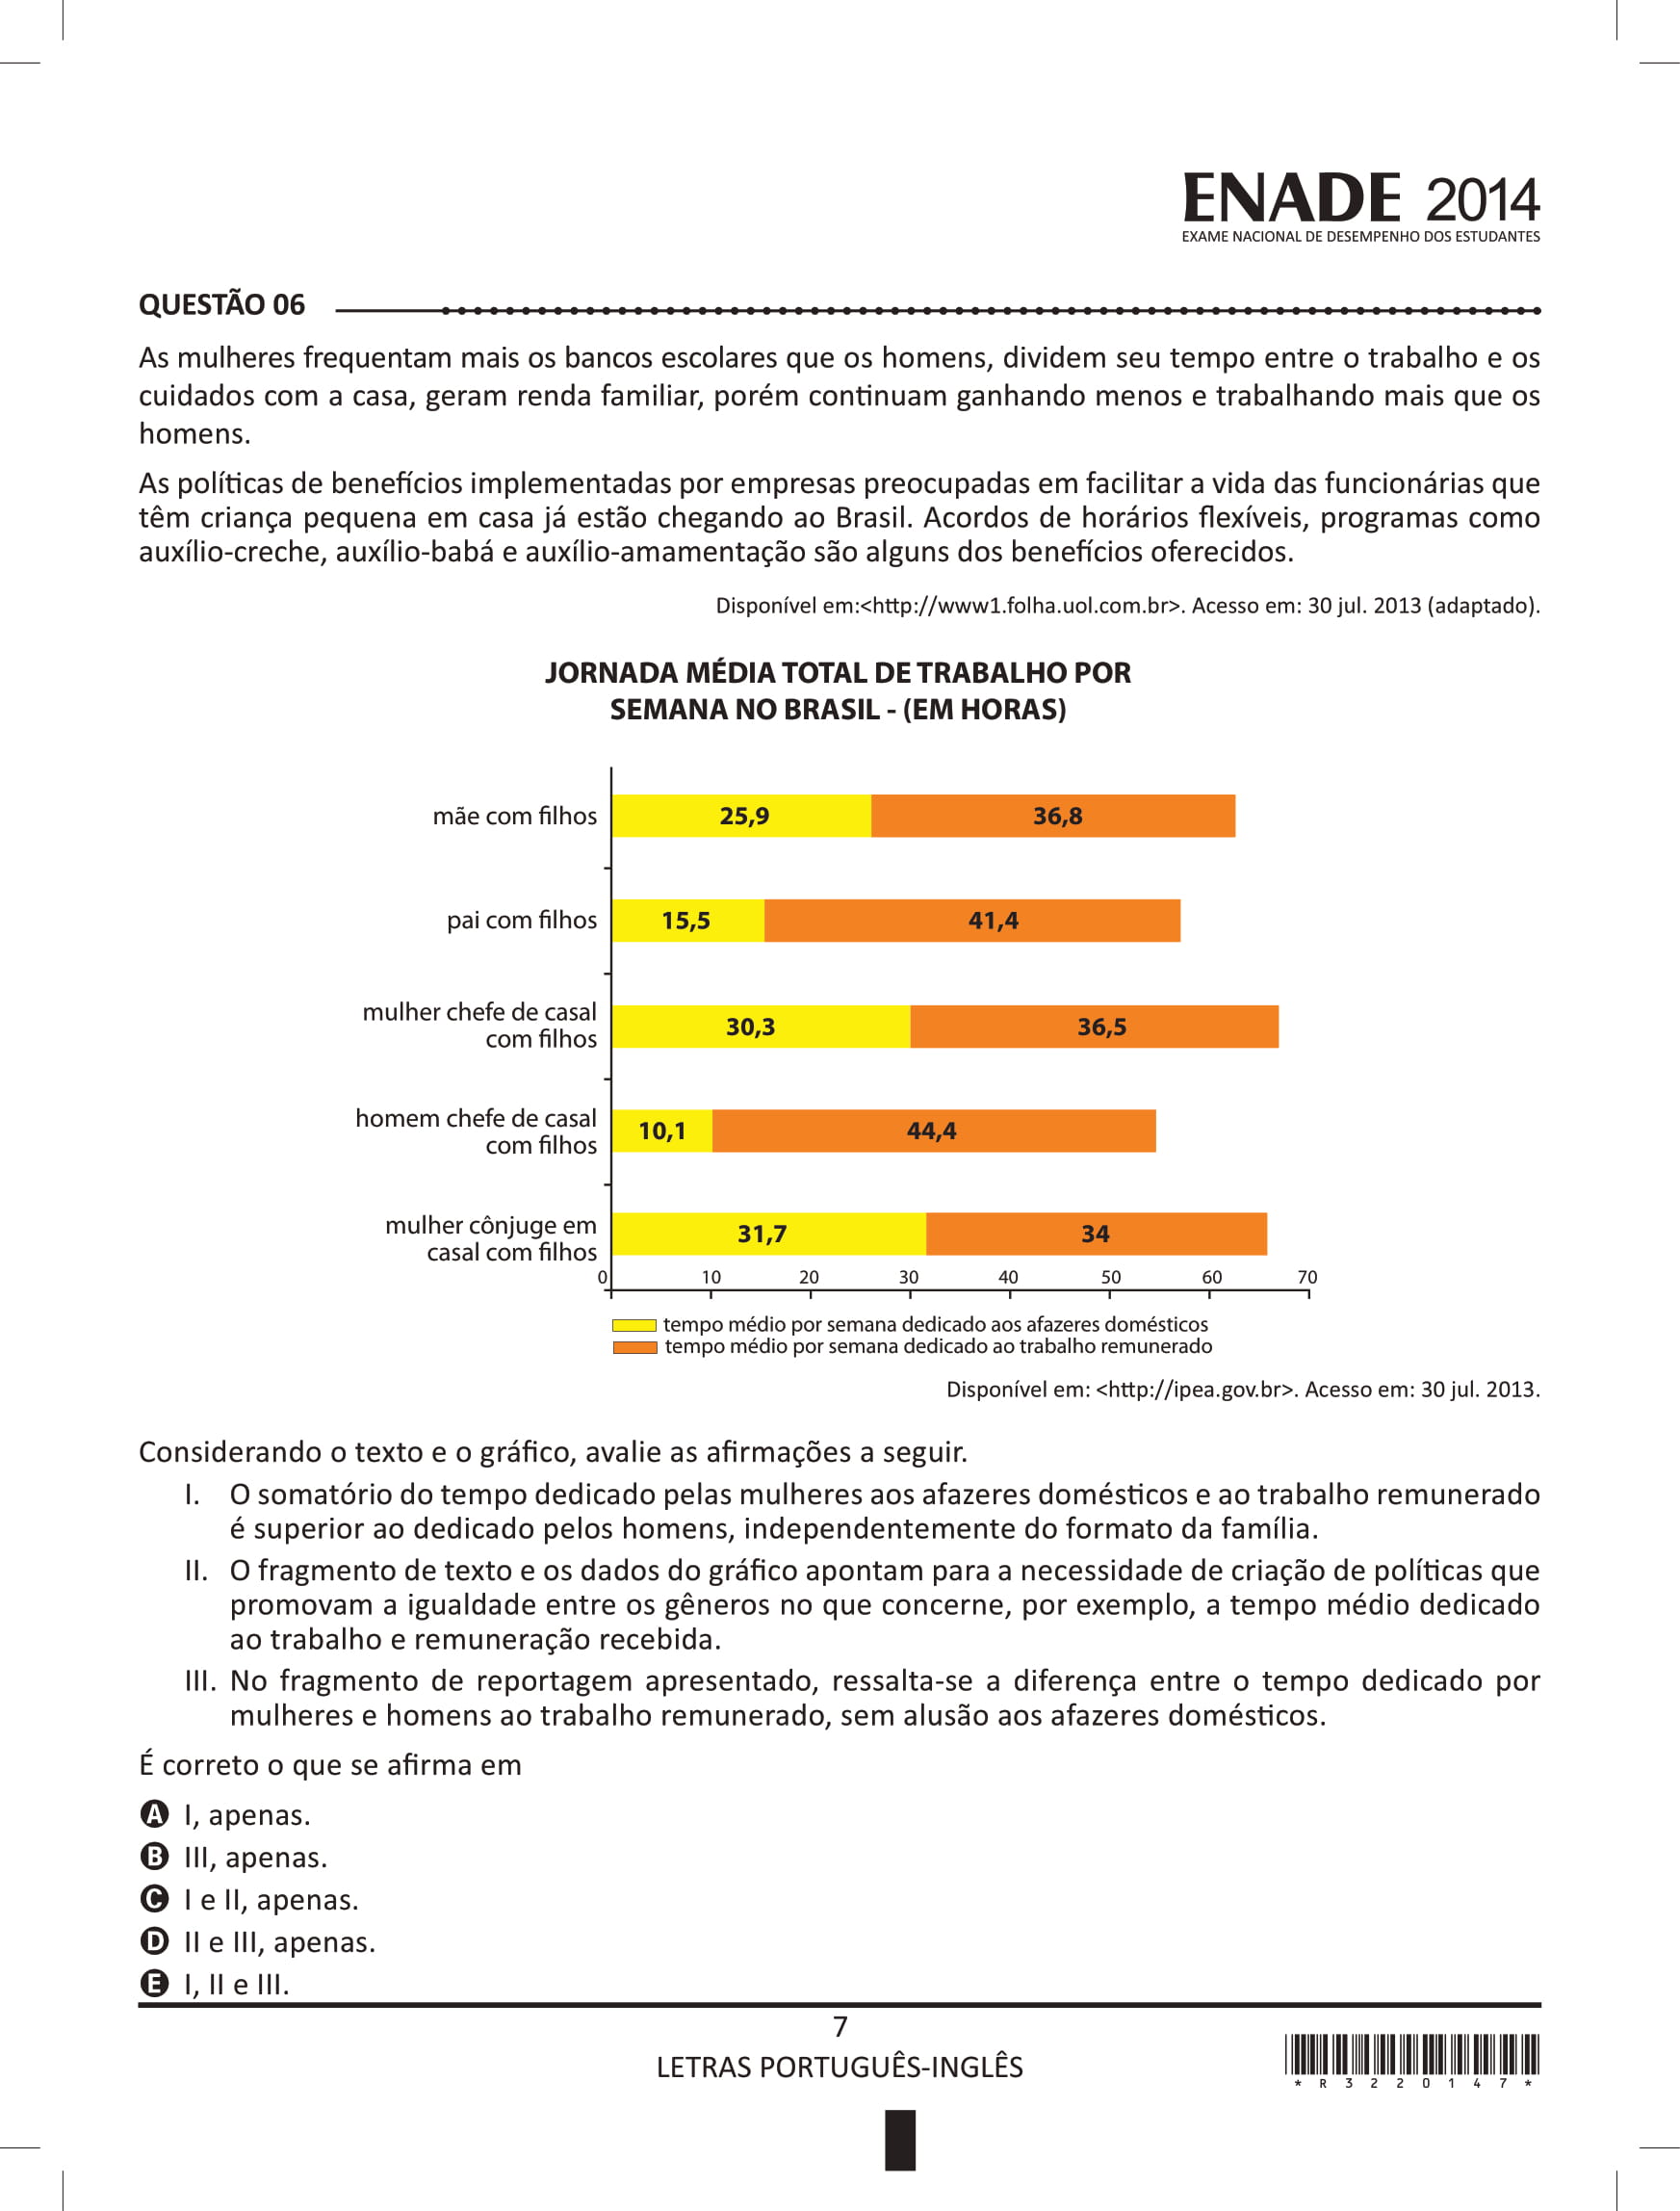 ENADE 2014
EXAME NACIONAL DE DESEMPENHO DOS ESTUDANTES
QUESTÃO 06
As mulheres frequentam mais os bancos escolares que os homens, dividem seu tempo entre o trabalho e os
cuidados com a casa, geram renda familiar, porém continuam ganhando menos e trabalhando mais que os
homens.
As políticas de benefícios implementadas por empresas preocupadas em facilitar a vida das funcionárias que
têm criança pequena em casa já estão chegando ao Brasil. Acordos de horários flexíveis, programas como
auxílio-creche, auxílio-babá e auxílio-amamentação são alguns dos benefícios oferecidos.
Disponível em:<http://www1.folha.uol.com.br>. Acesso em: 30 jul. 2013 (adaptado).
JORNADA MÉDIA TOTAL DE TRABALHO POR
SEMANA NO BRASIL - (EM HORAS)
mãe com filhos 25,9 36,8
pai com filhos 15,5 41,4
mulher chefe de casal
com filhos 30,3 36,5
homem chefe de casal
com filhos 10,1 44,4
mulher cônjuge em
casal com filhos 31,7 34
0 10 20 30 40 50 60 70
tempo médio por semana dedicado aos afazeres domésticos
tempo médio por semana dedicado ao trabalho remunerado
Disponível em: <http://ipea.gov.br>. Acesso em: 30 jul. 2013.
Considerando o texto e o gráfico, avalie as afirmações a seguir.
I. O somatório do tempo dedicado pelas mulheres aos afazeres domésticos e ao trabalho remunerado
é superior ao dedicado pelos homens, independentemente do formato da família.
II. O fragmento de texto e os dados do gráfico apontam para a necessidade de criação de políticas que
promovam a igualdade entre os gêneros no que concerne, por exemplo, a tempo médio dedicado
ao trabalho e remuneração recebida.
III. No fragmento de reportagem apresentado, ressalta-se a diferença entre o tempo dedicado por
mulheres e homens ao trabalho remunerado, sem alusão aos afazeres domésticos.
É correto o que se afirma em
A I, apenas.
B III, apenas.
C I e II, apenas.
D II e III, apenas.
E I, II e III.
7
LETRAS PORTUGUÊS-INGLÊS
* R 3 2 2 0 1 4 7 *